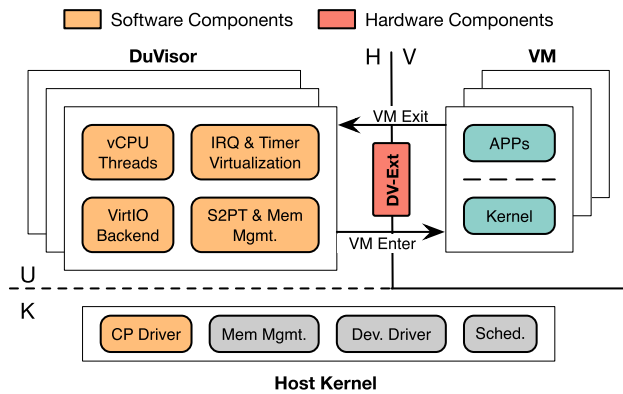 Software Components
Hardware Components
DuVisor
H
V
VM
VM Exit
vCPU
Threads
IRQ & Timer
Virtualization
APPs
DV-Ext
VirtIO
Backend
S2PT & Mem
Mgmt.
Kernel
VM Enter
U
K
CP Driver
Mem Mgmt.
Dev. Driver
Sched.
Host Kernel